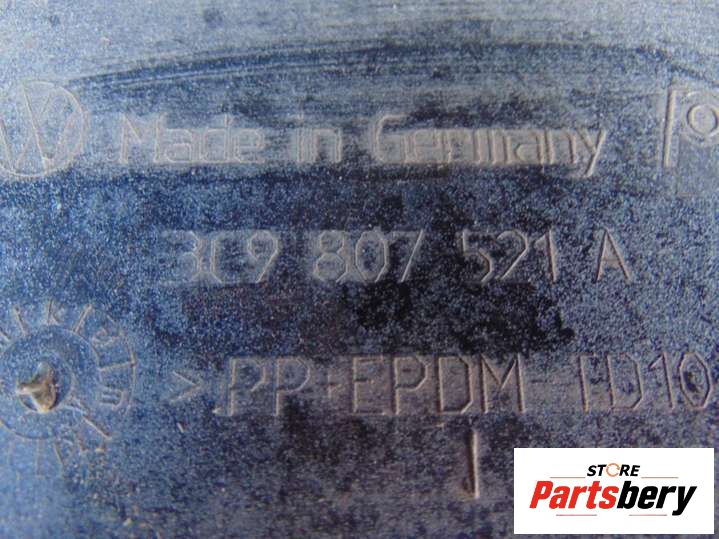 Made in Germany
3C9 807 521 A
>PP+EPDM-TD10
STORE
Partsbery